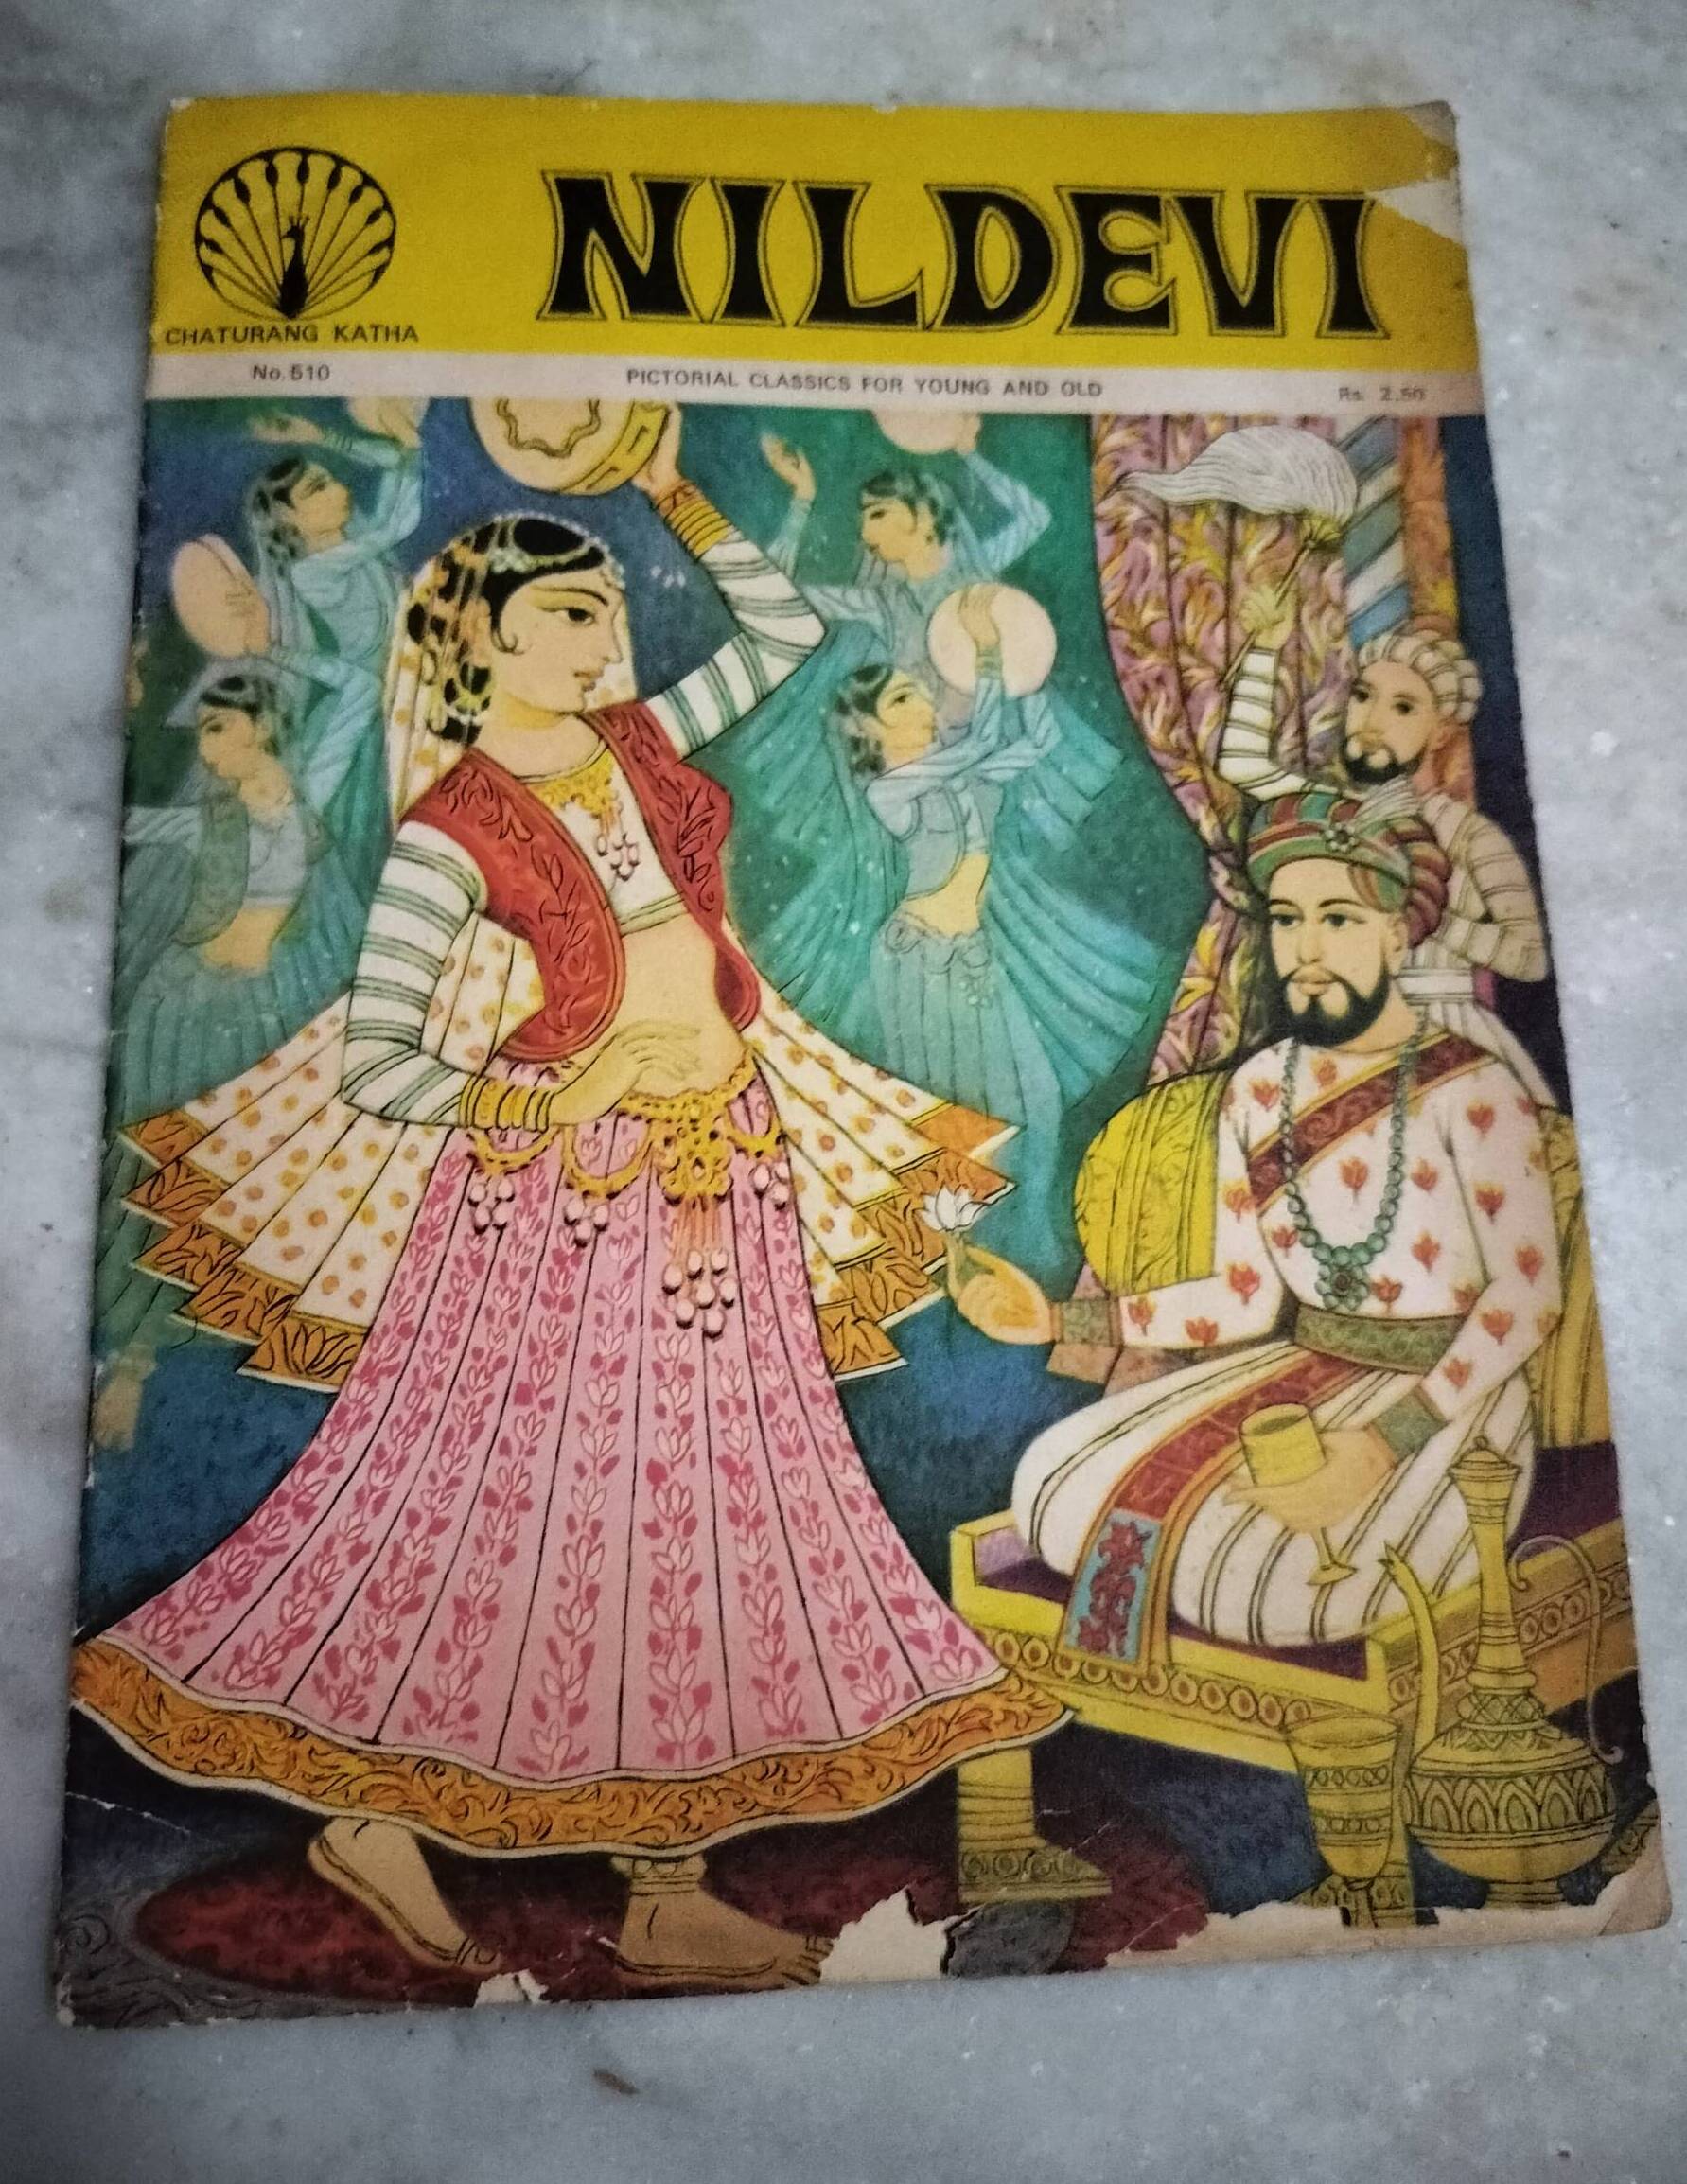 NILDEVI
CHATURANG KATHA
No. 510
PICTORIAL CLASSICS FOR YOUNG AND OLD
Rs. 2.50